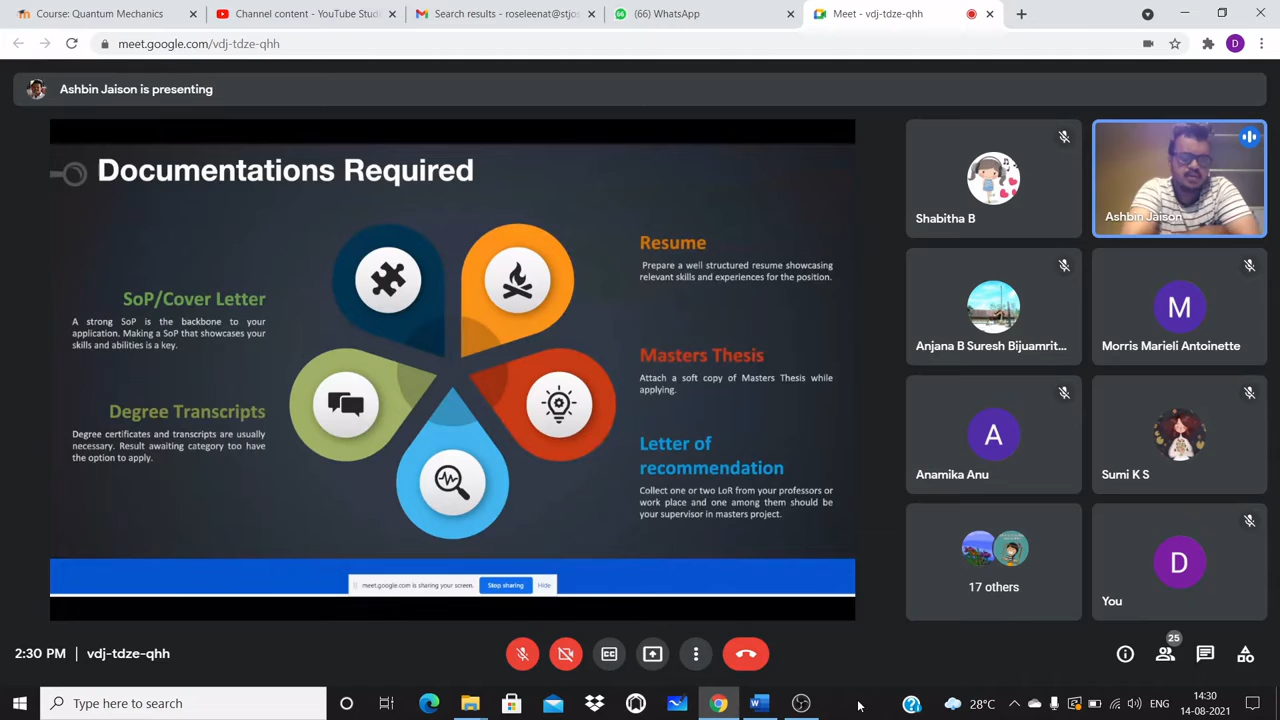 Course: Quantum Mechanics
Channel content - YouTube Studi
Search results - roseleenat@stjos
(66) WhatsApp
Meet - vdj-tdze-qhh
meet.google.com/vdj-tdze-qhh
D
Ashbin Jaison is presenting
Documentations Required
SoP/Cover Letter
A strong SoP is the backbone to your
application. Making a SoP that showcases your
skills and abilities is a key.
Degree Transcripts
Degree certificates and transcripts are usually
necessary. Result awaiting category too have
the option to apply.
Resume
Prepare a well structured resume showcasing
relevant skills and experiences for the position.
Masters Thesis
Attach a soft copy of Masters Thesis while
applying.
Letter of
recommendation
Collect one or two LoR from your professors or
work place and one among them should be
your supervisor in masters project.
meet.google.com is sharing your screen.
Stop sharing
Hide
Shabitha B
Ashbin Jaison
Anjana B Suresh Bijuamrit...
M
Morris Marieli Antoinette
A
Anamika Anu
Sumi K S
17 others
D
You
2:30 PM
vdj-tdze-qhh
CC
25
Type here to search
28°C
ENG
14:30
14-08-2021